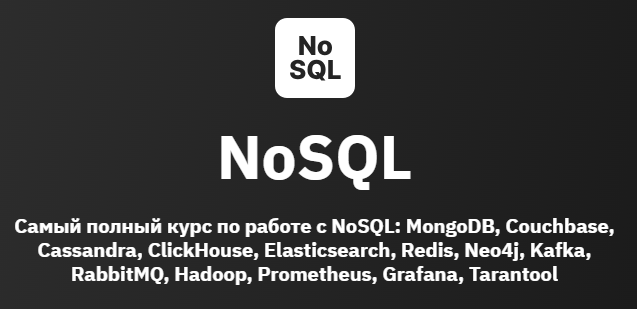 No
SQL
NoSQL
Самый полный курс по работе с NoSQL: MongoDB, Couchbase,
Cassandra, ClickHouse, Elasticsearch, Redis, Neo4j, Kafka,
RabbitMQ, Hadoop, Prometheus, Grafana, Tarantool